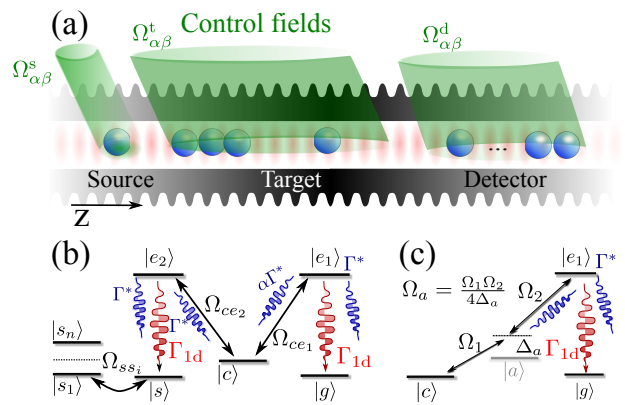 (a)
Control fields
Ω^s_{αβ}
Ω^t_{αβ}
Ω^d_{αβ}
...
Source
Target
Detector
z
(b)
|e_2⟩
|e_1⟩
Γ*
Γ*
αΓ*
Γ*
Ω_{ce_2}
Ω_{ce_1}
|s_n⟩
Ω_{ss_i}
Γ_{1d}
Γ_{1d}
|s_1⟩
|s⟩
|c⟩
|g⟩
(c)
|e_1⟩
Γ*
Ω_a = \frac{Ω_1Ω_2}{4Δ_a}
Ω_2
Ω_1
Δ_a
Γ_{1d}
|a⟩
|c⟩
|g⟩